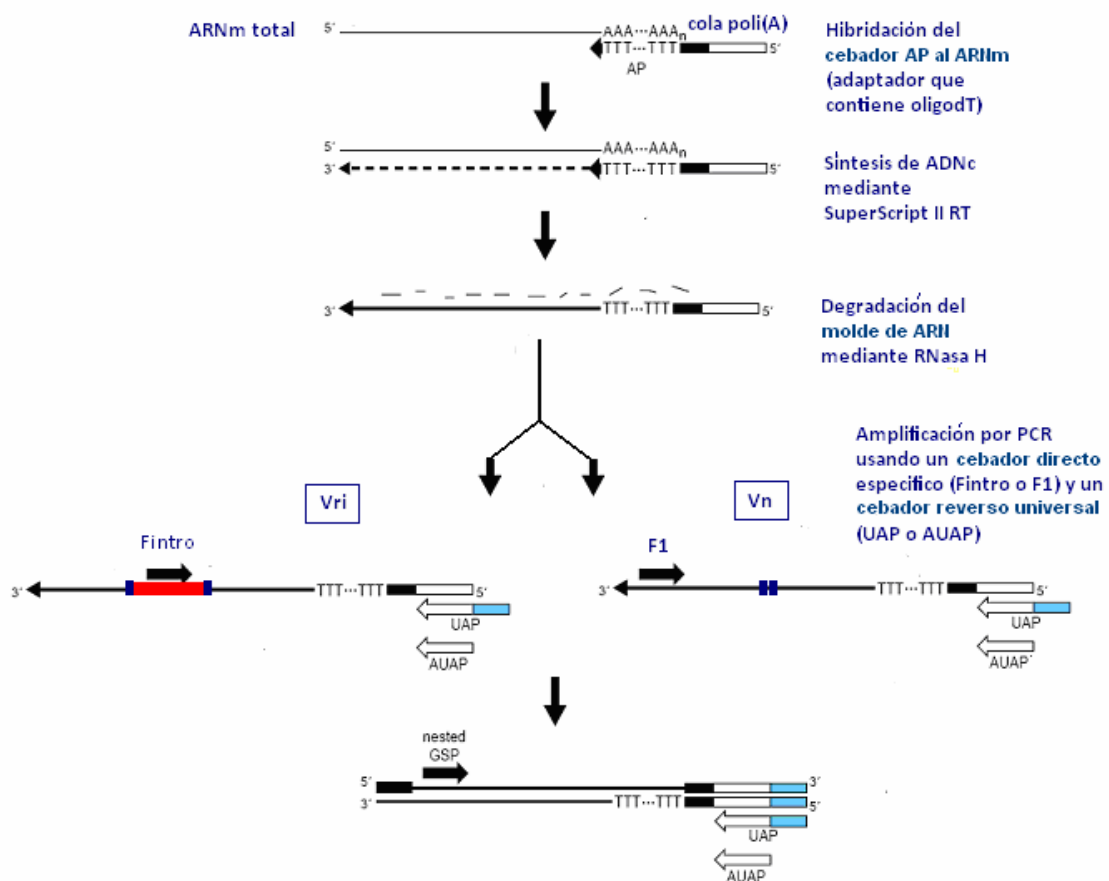 ARNm total
5′
AAA...AAAn
cola poli(A)
TTT...TTT
5′
AP
Hibridación del
cebador AP al ARNm
(adaptador que
contiene oligodT)
5′
AAA...AAAn
3′
TTT...TTT
5′
Síntesis de ADNc
mediante
SuperScript II RT
3′
TTT...TTT
5′
Degradación del
molde de ARN
mediante RNasa H
Amplificación por PCR
usando un cebador directo
especifico (Fintro o F1) y un
cebador reverso universal
(UAP o AUAP)
Vri
Vn
Fintro
3′
TTT...TTT
5′
UAP
AUAP
F1
3′
TTT...TTT
5′
UAP
AUAP
nested
GSP
5′
3′
3′
TTT...TTT
5′
UAP
AUAP